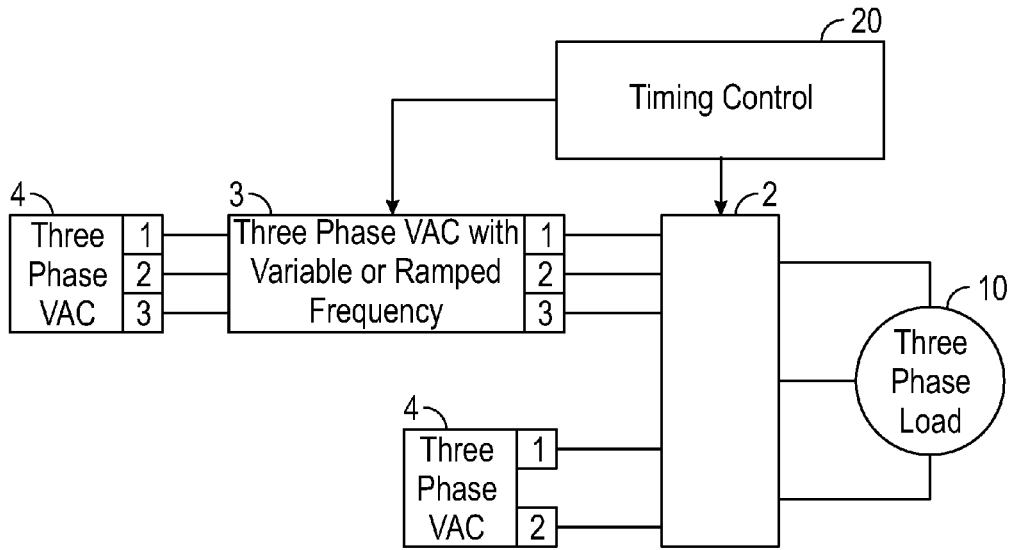 20
Timing Control
4
Three
Phase
VAC
1
2
3
3
Three Phase VAC with
Variable or Ramped
Frequency
1
2
3
2
10
Three
Phase
Load
4
Three
Phase
VAC
1
2